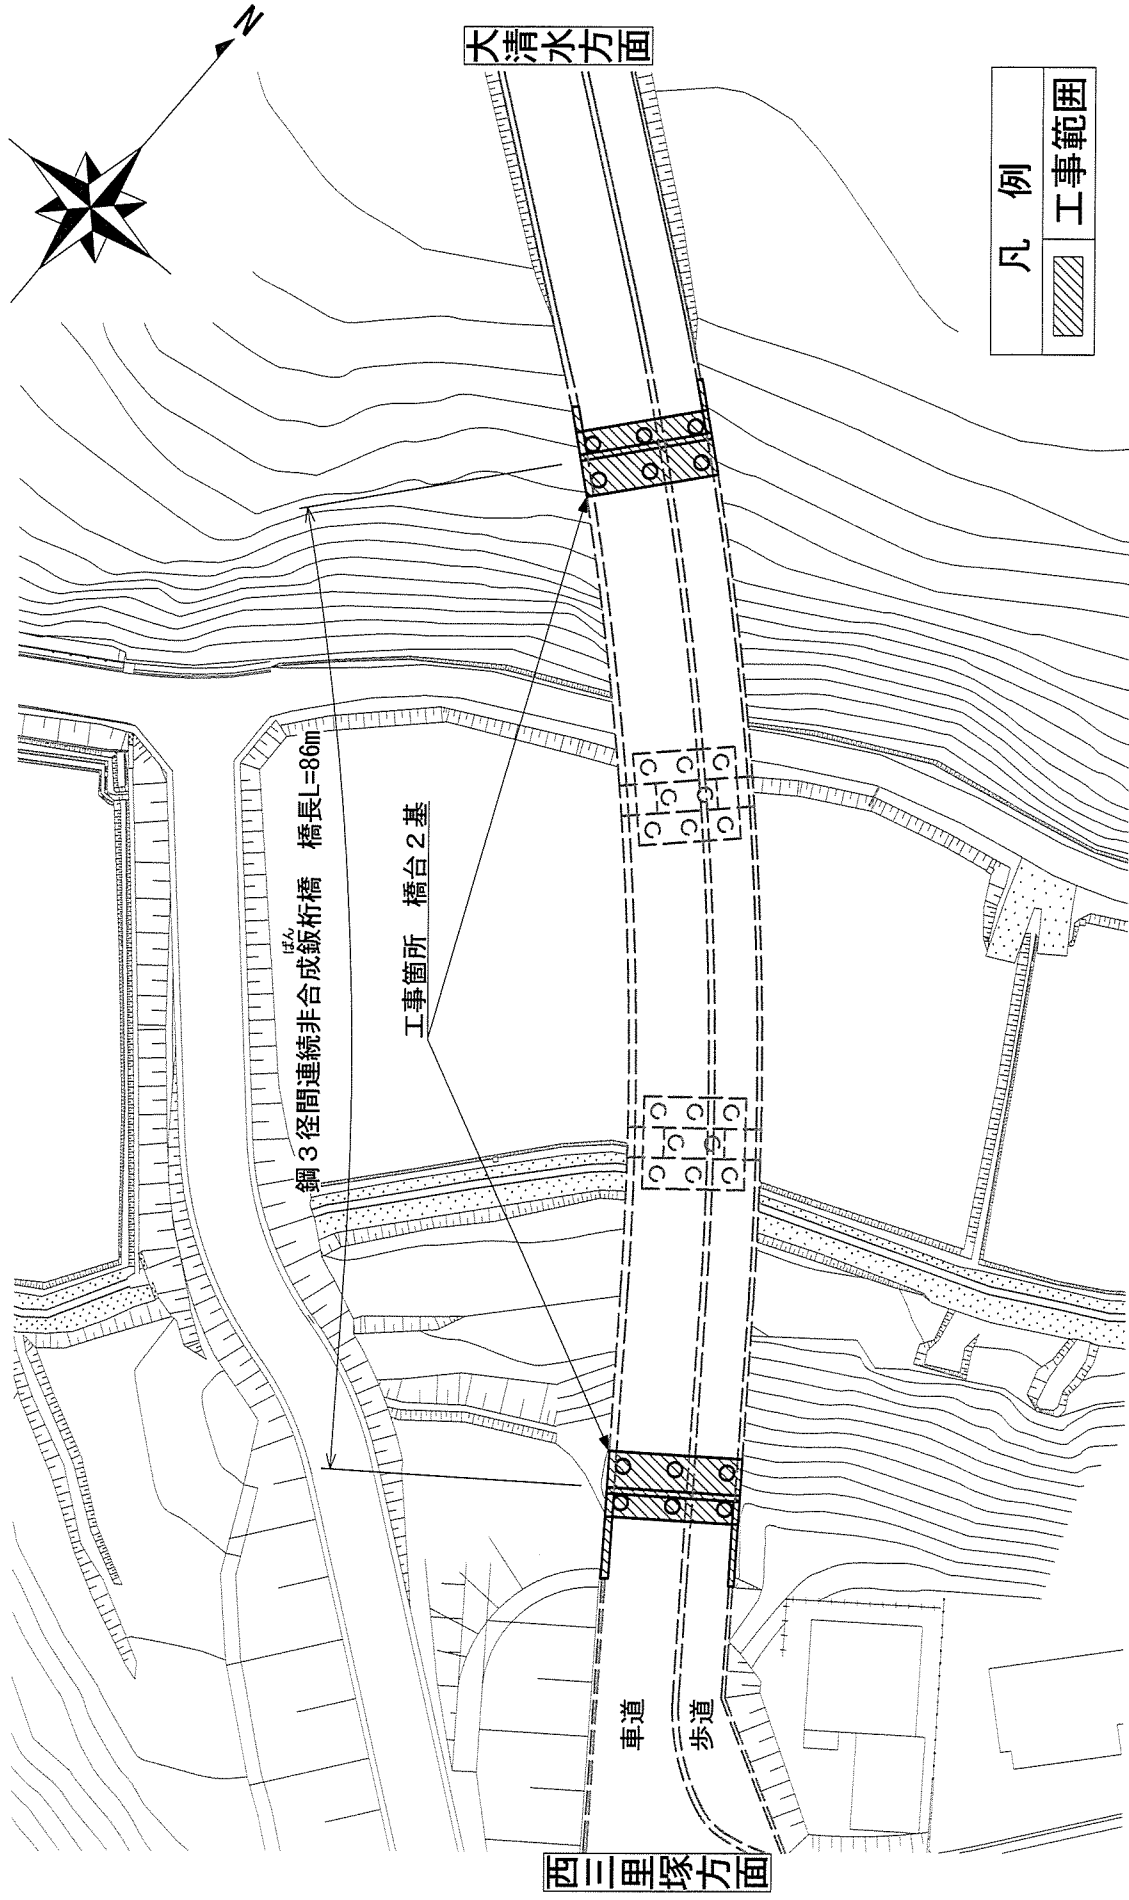 N
大清水方面
凡 例
工事範囲
鋼３径間連続非合成鈑桁橋 橋長L=86m
ばん
工事箇所 橋台２基
車道
歩道
西三里塚方面